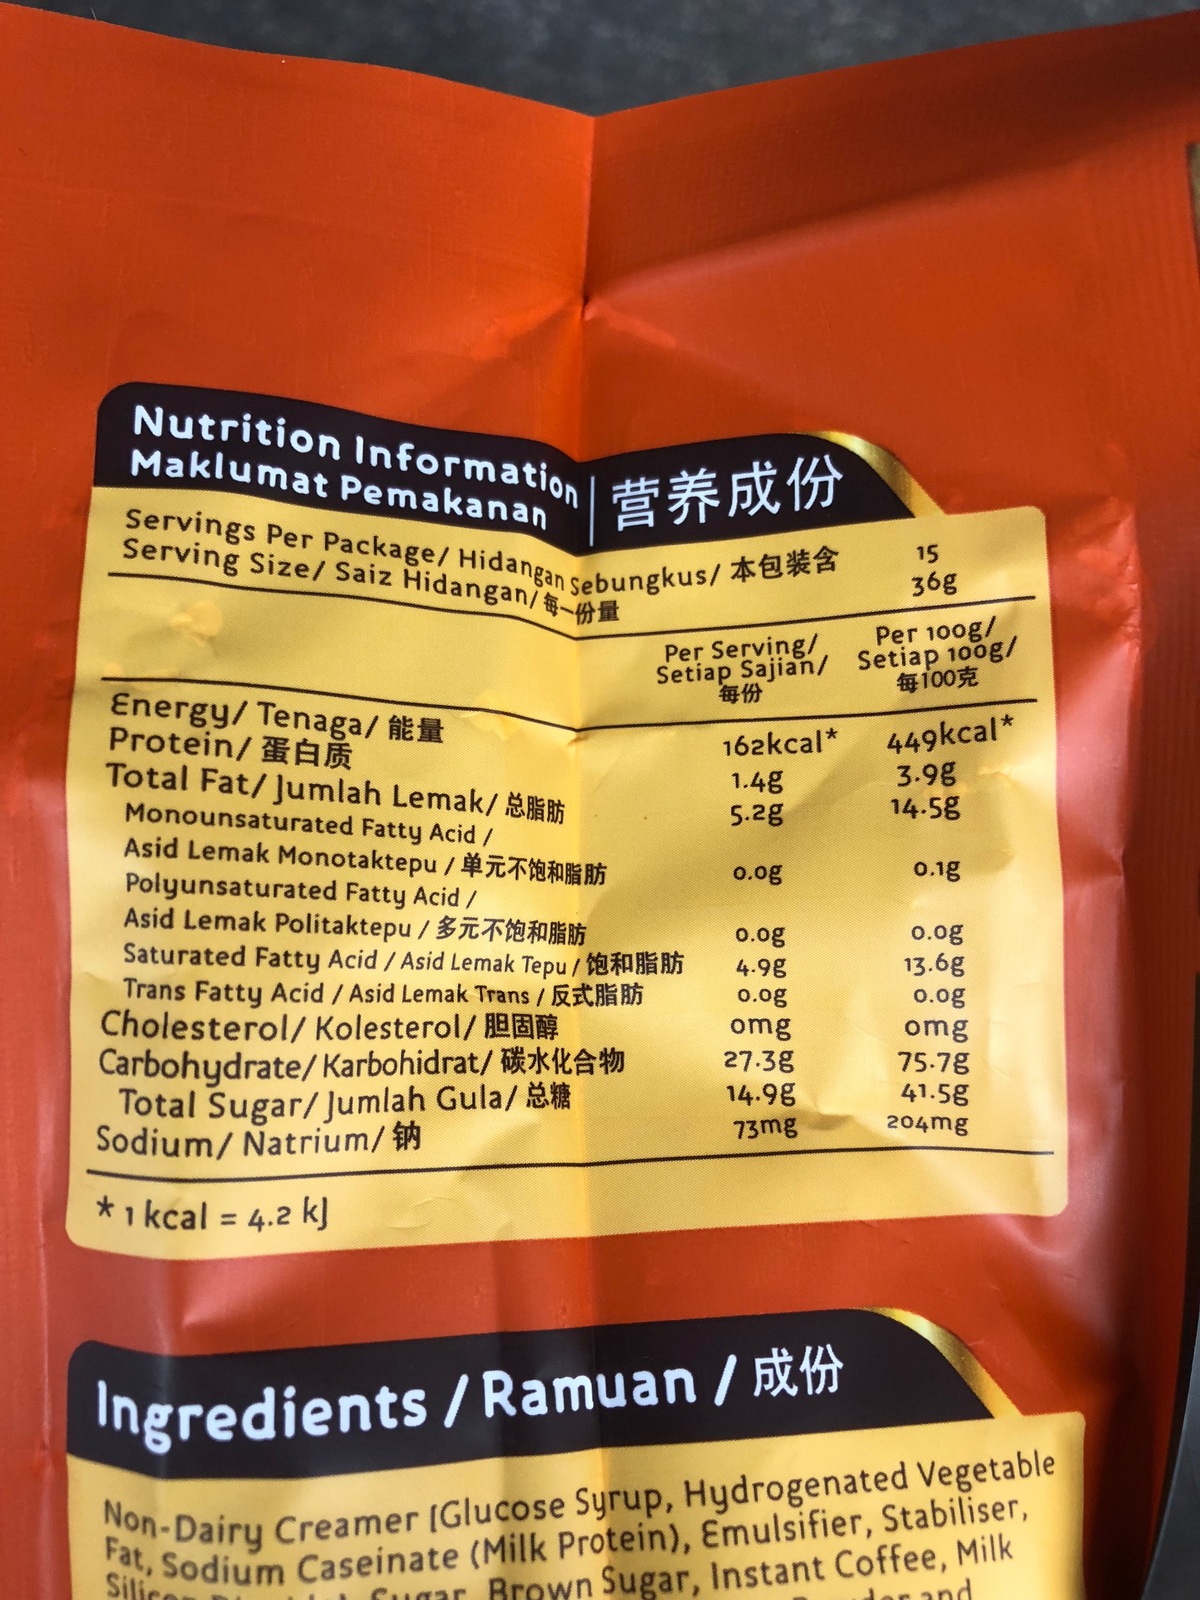 Nutrition Information
Maklumat Pemakanan
营养成份
Servings Per Package/ Hidangan Sebungkus/ 本包装含 15
Serving Size/ Saiz Hidangan/ 每一份量 36g
Per Serving/ Setiap Sajian/ 每份
Per 100g/ Setiap 100g/ 每100克
Energy/ Tenaga/ 能量 162kcal* 449kcal*
Protein/ 蛋白质 1.4g 3.9g
Total Fat/ Jumlah Lemak/ 总脂肪 5.2g 14.5g
Monounsaturated Fatty Acid /
Asid Lemak Monotaktepu / 单元不饱和脂肪 0.0g 0.1g
Polyunsaturated Fatty Acid /
Asid Lemak Politaktepu / 多元不饱和脂肪 0.0g 0.0g
Saturated Fatty Acid / Asid Lemak Tepu / 饱和脂肪 4.9g 13.6g
Trans Fatty Acid / Asid Lemak Trans / 反式脂肪 0.0g 0.0g
Cholesterol/ Kolesterol/ 胆固醇 0mg 0mg
Carbohydrate/ Karbohidrat/ 碳水化合物 27.3g 75.7g
Total Sugar/ Jumlah Gula/ 总糖 14.9g 41.5g
Sodium/ Natrium/ 钠 73mg 204mg
* 1 kcal = 4.2 kJ
Ingredients / Ramuan / 成份
Non-Dairy Creamer (Glucose Syrup, Hydrogenated Vegetable
Fat, Sodium Caseinate (Milk Protein), Emulsifier, Stabiliser,
Sugar, Brown Sugar, Instant Coffee, Milk
and